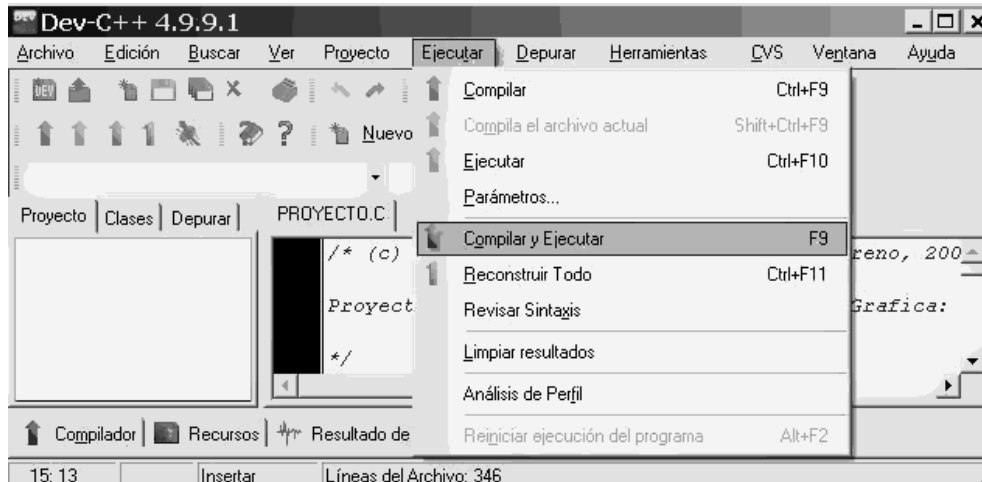 Dev-C++ 4.9.9.1
Archivo Edición Buscar Ver Proyecto Ejecutar Depurar Herramientas CVS Ventana Ayuda
DEV
Compilar Ctrl+F9
Nuevo
Compila el archivo actual Shift+Ctrl+F9
Ejecutar Ctrl+F10
Parámetros...
Proyecto Clases Depurar PROYECTO.C
Compilar y Ejecutar F9
/* (c) reno, 200
Reconstruir Todo Ctrl+F11
Proyect Grafica:
Revisar Sintaxis
*/
Limpiar resultados
Análisis de Perfil
Compilador Recursos Resultado de
Reiniciar ejecución del programa Alt+F2
15: 13 Insertar Líneas del Archivo: 346